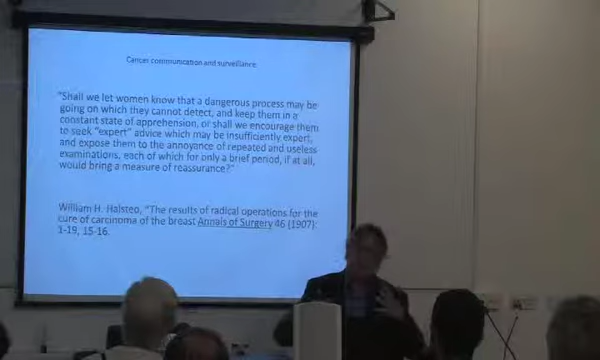 Cancer communication and surveillance
"Shall we let women know that a dangerous process may be
going on which they cannot detect, and keep them in a
constant state of apprehension, or shall we encourage them
to seek "expert" advice which may be insufficiently expert,
and expose them to the annoyance of repeated and useless
examinations, each of which for only a brief period, if at all,
would bring a measure of reassurance?"
William H. Halsted, "The results of radical operations for the
cure of carcinoma of the breast Annals of Surgery 46 (1907):
1-19, 15-16.